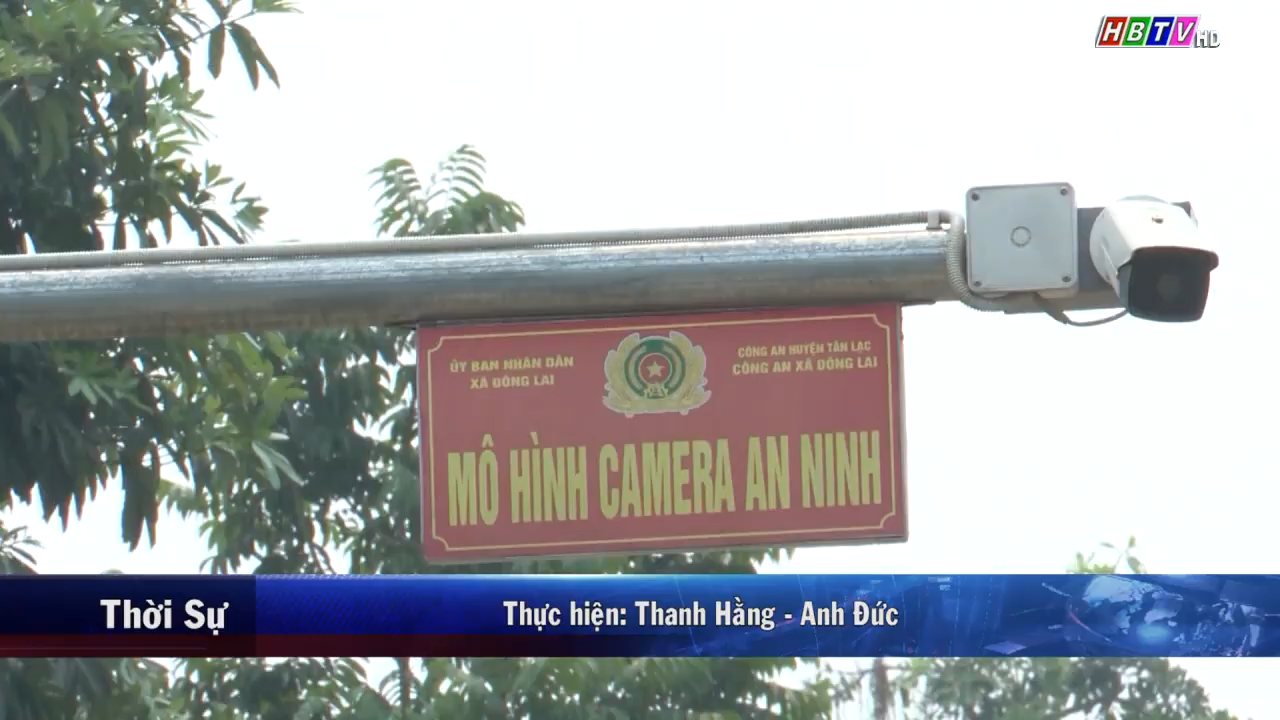 HBTV HD
ỦY BAN NHÂN DÂN
XÃ ĐÔNG LAI
CÔNG AN HUYỆN TÂN LẠC
CÔNG AN XÃ ĐÔNG LAI
MÔ HÌNH CAMERA AN NINH
Thời Sự
Thực hiện: Thanh Hằng - Anh Đức